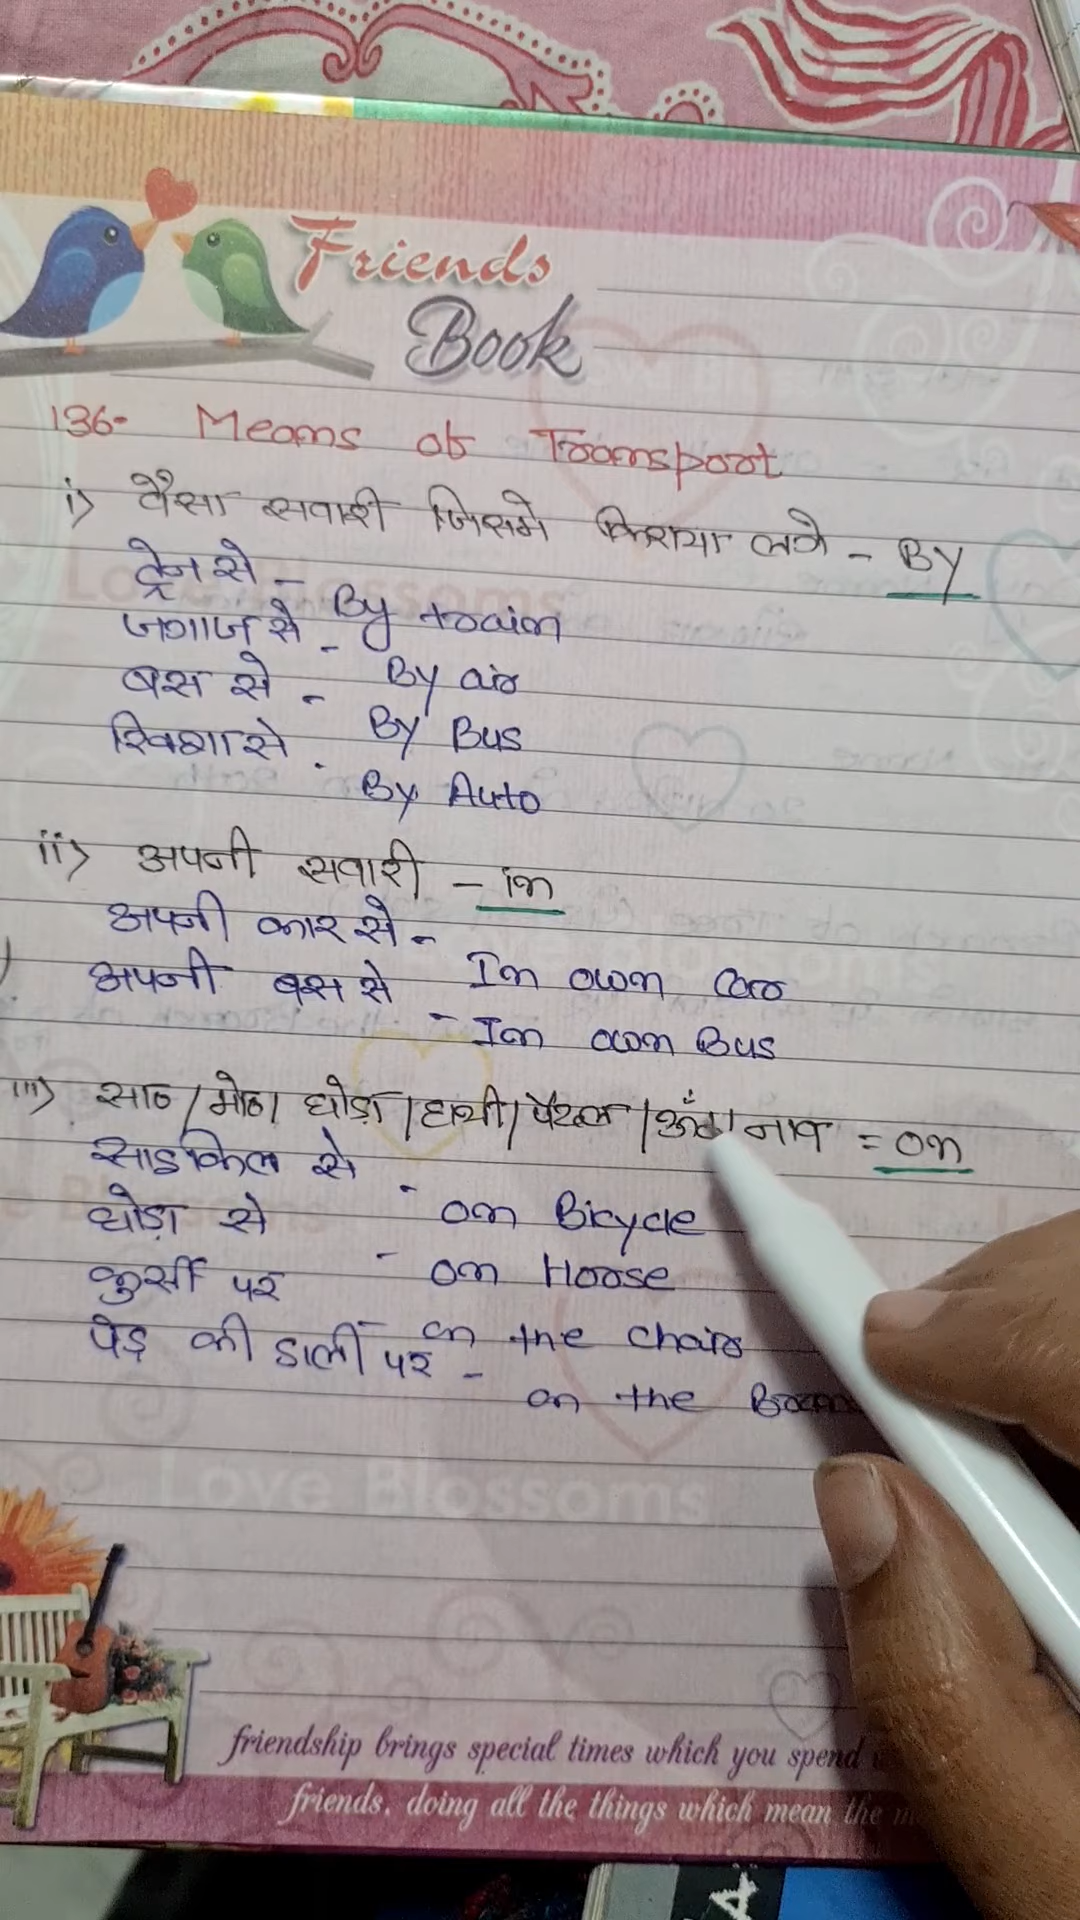 Friends
Book
136- Means of Transport
i) वैसा सवारी जिसमे किराया लगे - BY
ट्रेन से - By train
जहाज से - By air
बस से - By Bus
रिक्शा से - By Auto
ii) अपनी सवारी - in
अपनी कार से - In own Car
अपनी बस से - In own Bus
iii) साठ / मोठा घोड़ा / हाथी / पैदल / ऊँठ / नाव = on
साइकिल से - on Bicycle
घोड़ा से - on Horse
कुर्सी पर - on the chair
पेड़ की डाली पर - on the
Love Blossoms
friendship brings special times which you spend
friends, doing all the things which mean the